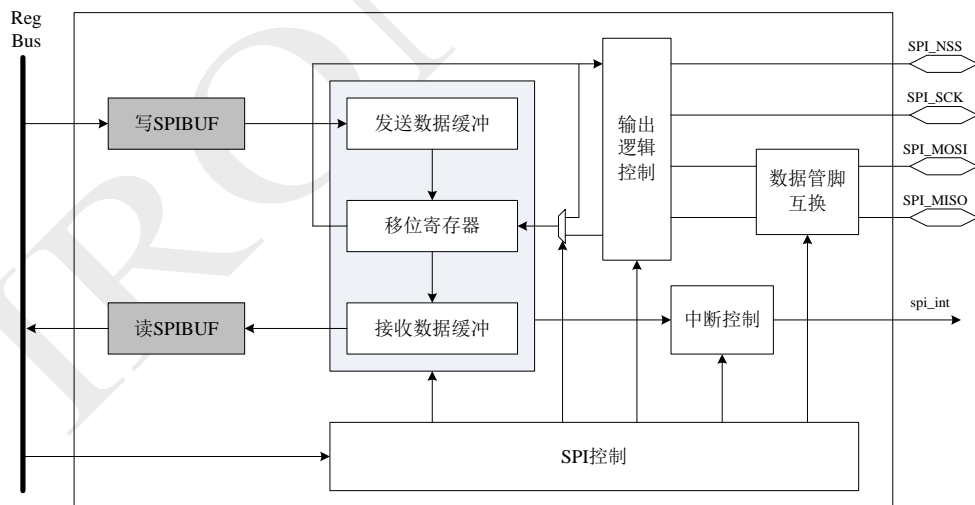 Reg
Bus
SPI_NSS
SPI_SCK
SPI_MOSI
SPI_MISO
写SPIBUF
发送数据缓冲
输出
逻辑
控制
数据管脚
互换
移位寄存器
读SPIBUF
接收数据缓冲
中断控制
spi_int
SPI控制